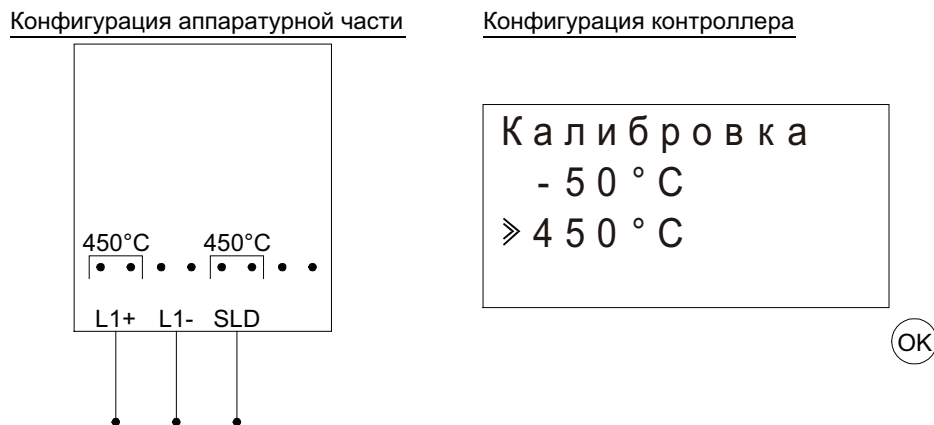 Конфигурация аппаратурной части
450°C 450°C
L1+ L1- SLD
Конфигурация контроллера
Калибровка
-50°C
≫450°C
OK